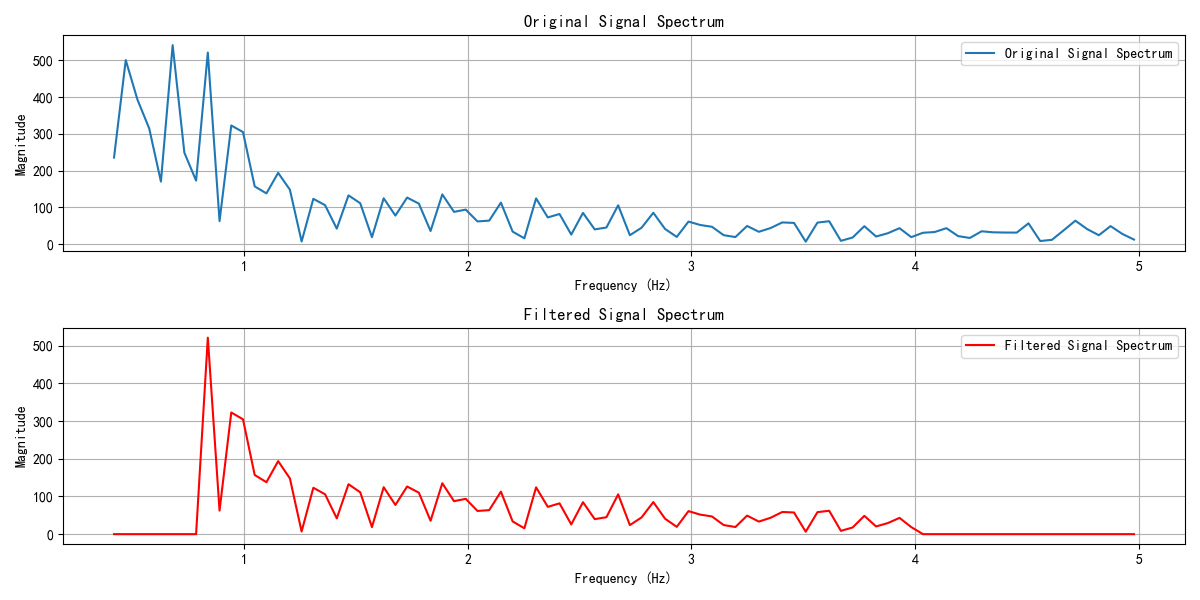 Original Signal Spectrum
Original Signal Spectrum
500
400
300
200
100
0
Magnitude
1 2 3 4 5
Frequency (Hz)
Filtered Signal Spectrum
Filtered Signal Spectrum
500
400
300
200
100
0
Magnitude
1 2 3 4 5
Frequency (Hz)